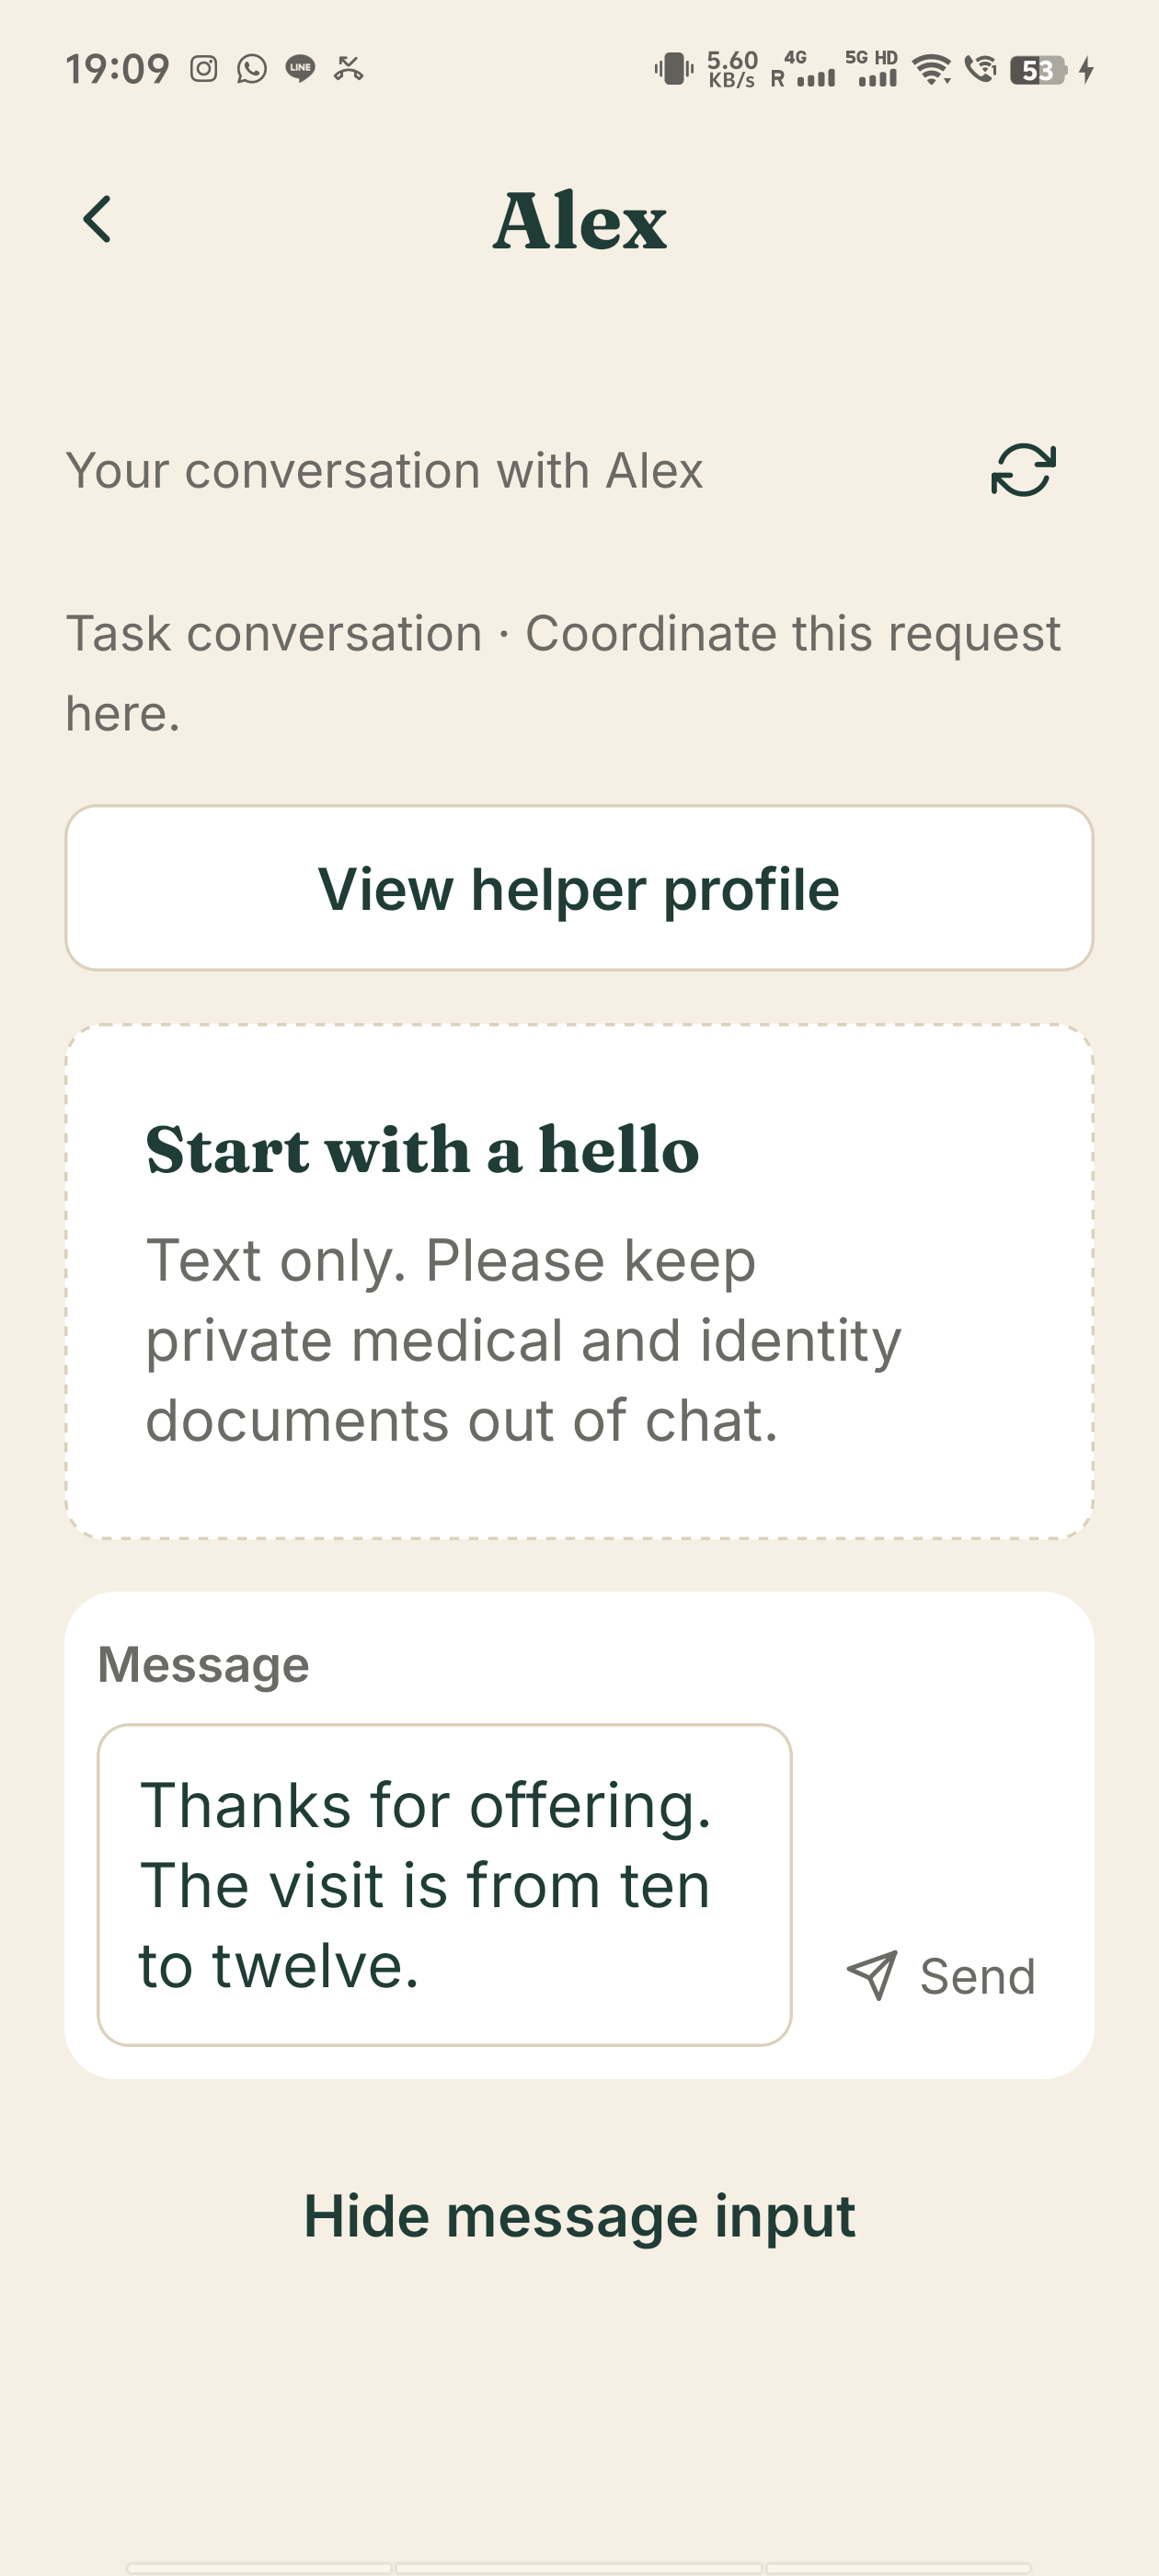 19:09
LINE
5.60 KB/s
R 4G
5G HD
53
Alex
Your conversation with Alex
Task conversation · Coordinate this request
here.
View helper profile
Start with a hello
Text only. Please keep
private medical and identity
documents out of chat.
Message
Thanks for offering.
The visit is from ten
to twelve.
Send
Hide message input